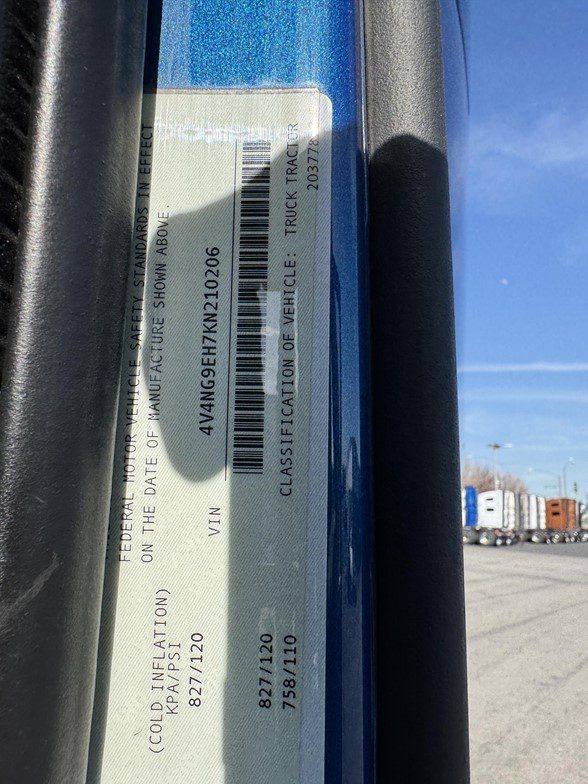 FEDERAL MOTOR VEHICLE SAFETY STANDARDS IN EFFECT
ON THE DATE OF MANUFACTURE SHOWN ABOVE.
(COLD INFLATION)
KPA/PSI
827/120
VIN 4V4NG9EH7KN210206
827/120
758/110
CLASSIFICATION OF VEHICLE: TRUCK TRACTOR
203778